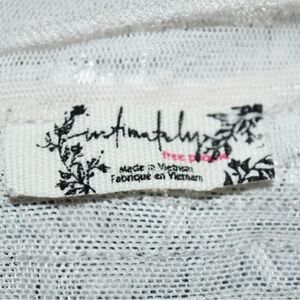 intimately
free people
Made in Vietnam
Fabriqué en Vietnam